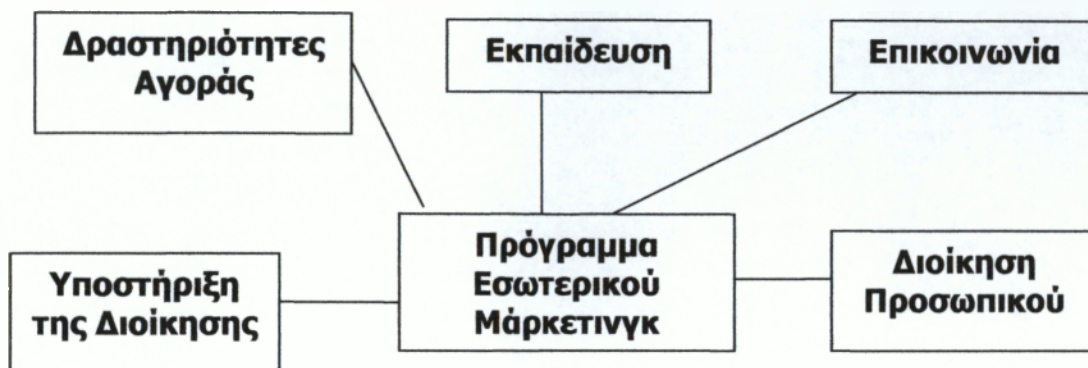 Δραστηριότητες
Αγοράς
Εκπαίδευση
Επικοινωνία
Υποστήριξη
της Διοίκησης
Πρόγραμμα
Εσωτερικού
Μάρκετινγκ
Διοίκηση
Προσωπικού